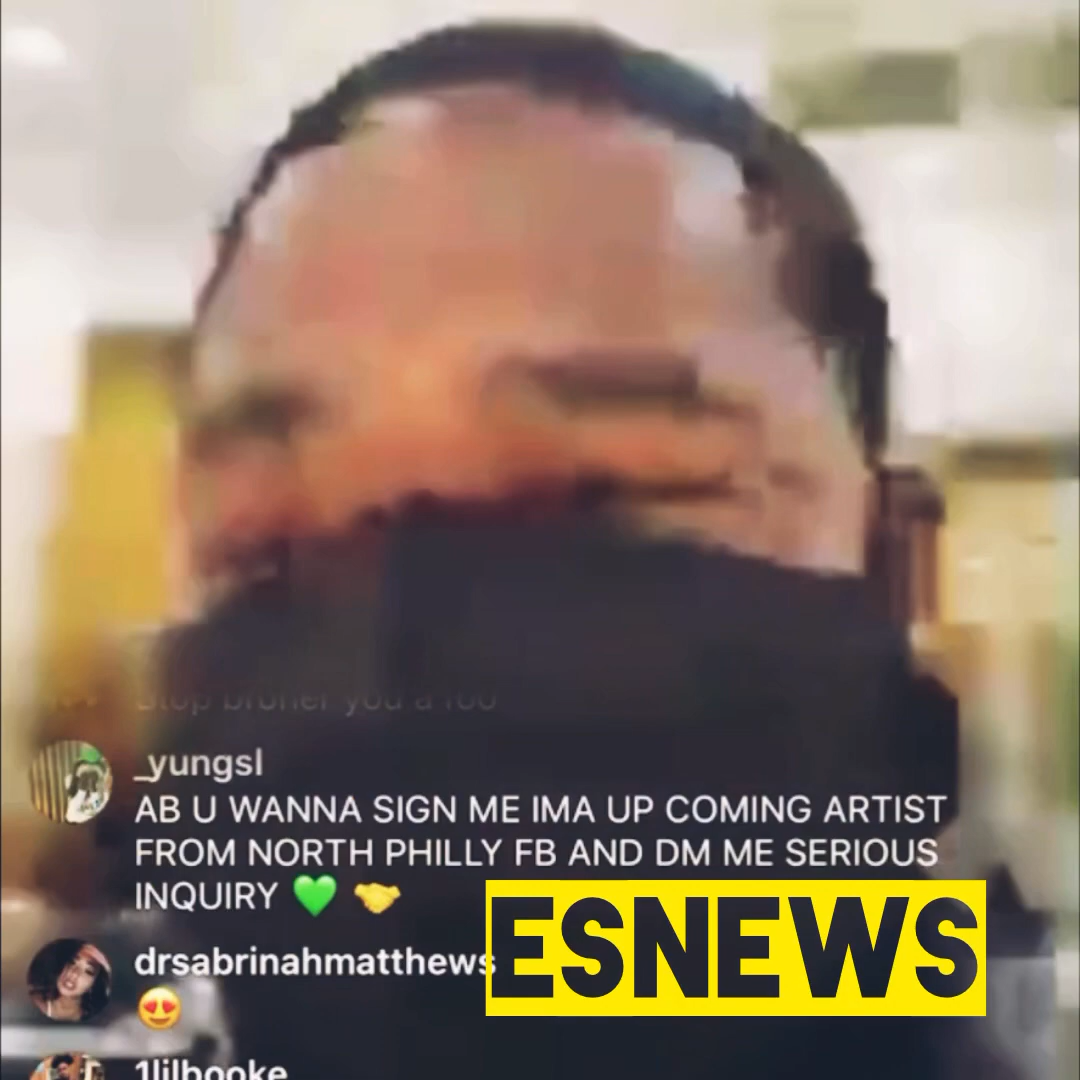 _yungsl
AB U WANNA SIGN ME IMA UP COMING ARTIST
FROM NORTH PHILLY FB AND DM ME SERIOUS
INQUIRY 💚 🤝
drsabrinahmatthews
😍
1lilbooke
ESNEWS